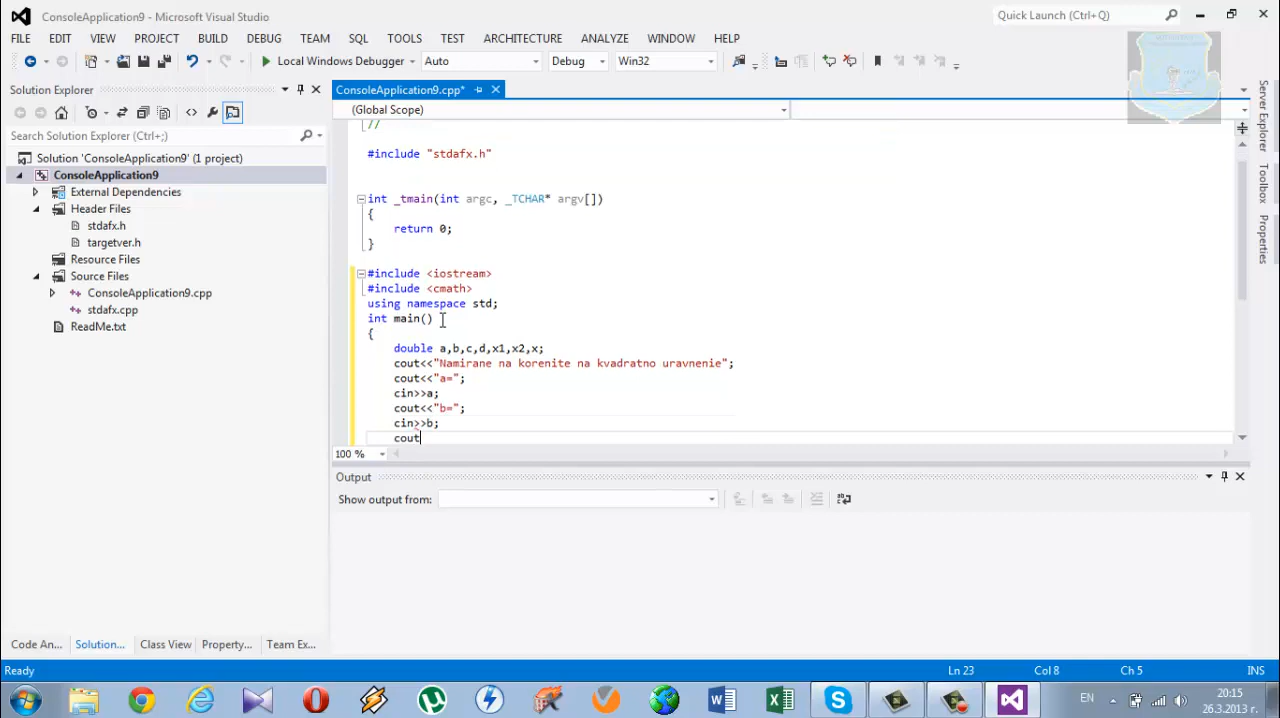 ConsoleApplication9 - Microsoft Visual Studio
Quick Launch (Ctrl+Q)
FILE EDIT VIEW PROJECT BUILD DEBUG TEAM SQL TOOLS TEST ARCHITECTURE ANALYZE WINDOW HELP
Local Windows Debugger Auto Debug Win32
Solution Explorer
ConsoleApplication9.cpp*
(Global Scope)
Search Solution Explorer (Ctrl+;)
Solution 'ConsoleApplication9' (1 project)
ConsoleApplication9
External Dependencies
Header Files
stdafx.h
targetver.h
Resource Files
Source Files
ConsoleApplication9.cpp
stdafx.cpp
ReadMe.txt
//
#include "stdafx.h"
int _tmain(int argc, _TCHAR* argv[])
{
return 0;
}
#include <iostream>
#include <cmath>
using namespace std;
int main()
{
double a,b,c,d,x1,x2,x;
cout<<"Namirane na korenite na kvadratno uravnenie";
cout<<"a=";
cin>>a;
cout<<"b=";
cin>>b;
cout
100 %
Output
Show output from:
Server Explorer
Toolbox
Properties
Code An... Solution... Class View Property... Team Ex...
Ready Ln 23 Col 8 Ch 5 INS
EN
20:15
26.3.2013 г.